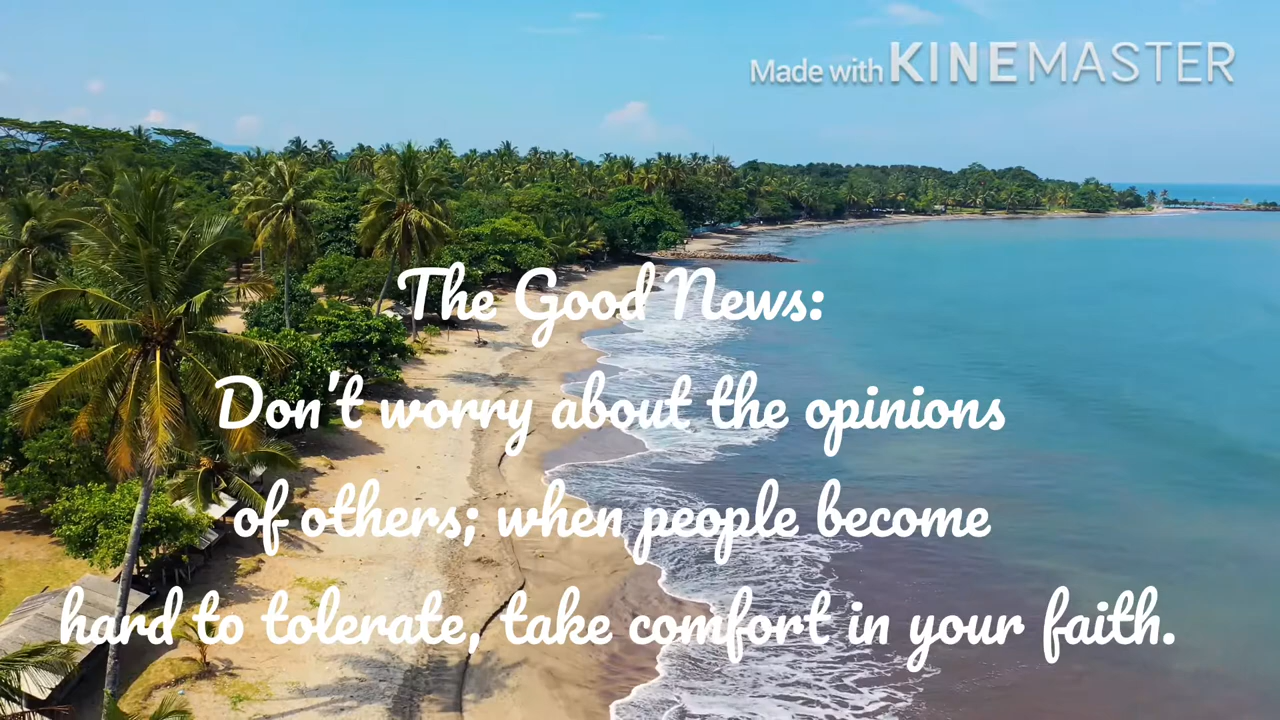 Made with KINEMASTER
The Good News:
Don't worry about the opinions
of others; when people become
hard to tolerate, take comfort in your faith.